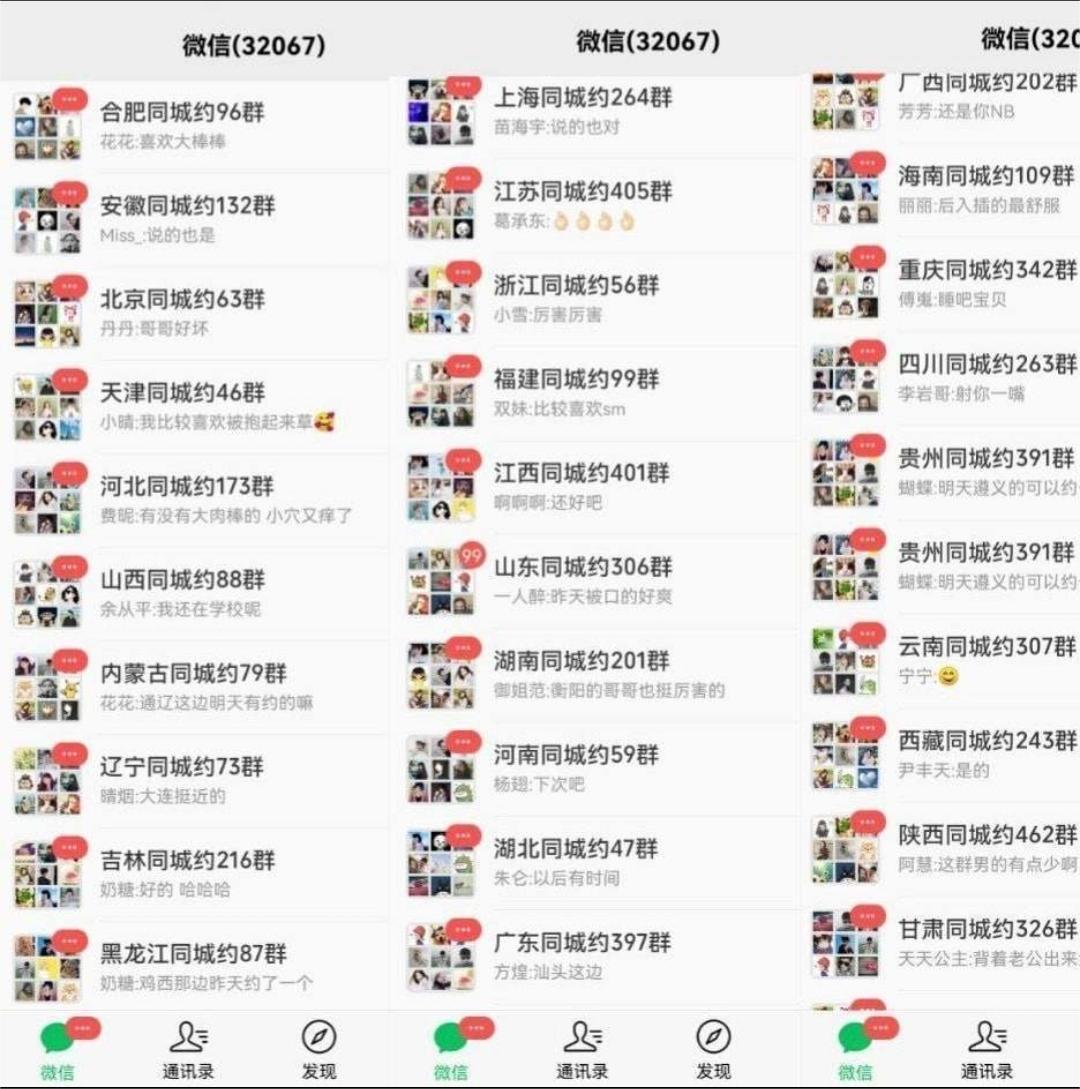 微信(32067)
合肥同城约96群
花花:喜欢大棒棒
安徽同城约132群
Miss_:说的也是
北京同城约63群
丹丹:哥哥好坏
天津同城约46群
小晴:我比较喜欢被抱起来草🥰
河北同城约173群
费昵:有没有大肉棒的 小穴又痒了
山西同城约88群
余从平:我还在学校呢
内蒙古同城约79群
花花:通辽这边明天有约的嘛
辽宁同城约73群
晴烟:大连挺近的
吉林同城约216群
奶糖:好的 哈哈哈
黑龙江同城约87群
奶糖:鸡西那边昨天约了一个
微信
通讯录
发现
微信(32067)
上海同城约264群
苗海宇:说的也对
江苏同城约405群
葛承东:👌🏻👌🏻👌🏻👌🏻
浙江同城约56群
小雪:厉害厉害
福建同城约99群
双妹:比较喜欢sm
江西同城约401群
啊啊啊:还好吧
99
山东同城约306群
一人醉:昨天被口的好爽
湖南同城约201群
御姐范:衡阳的哥哥也挺厉害的
河南同城约59群
杨翅:下次吧
湖北同城约47群
朱仑:以后有时间
广东同城约397群
方煌:汕头这边
微信
通讯录
发现
微信(320
广西同城约202群
芳芳:还是你NB
海南同城约109群
丽丽:后入插的最舒服
重庆同城约342群
傅嵬:睡吧宝贝
四川同城约263群
李岩哥:射你一嘴
贵州同城约391群
蝴蝶:明天遵义的可以约
贵州同城约391群
蝴蝶:明天遵义的可以约
云南同城约307群
宁宁:😄
西藏同城约243群
尹丰天:是的
陕西同城约462群
阿慧:这群男的有点少啊
甘肃同城约326群
天天公主:背着老公出来
微信
通讯录